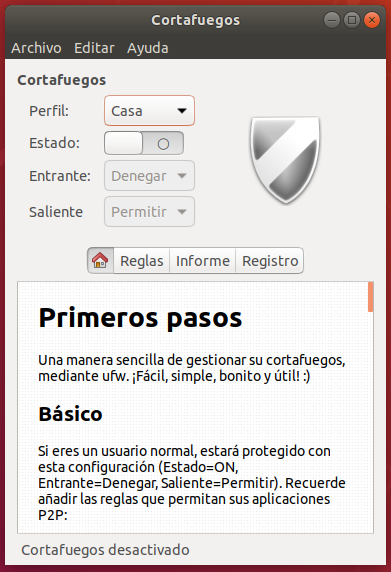 Cortafuegos
Archivo Editar Ayuda
Cortafuegos
Perfil: Casa
Estado:
Entrante: Denegar
Saliente Permitir
Reglas Informe Registro
Primeros pasos
Una manera sencilla de gestionar su cortafuegos,
mediante ufw. ¡Fácil, simple, bonito y útil! :)
Básico
Si eres un usuario normal, estará protegido con
esta configuración (Estado=ON,
Entrante=Denegar, Saliente=Permitir). Recuerde
añadir las reglas que permitan sus aplicaciones
P2P:
Cortafuegos desactivado